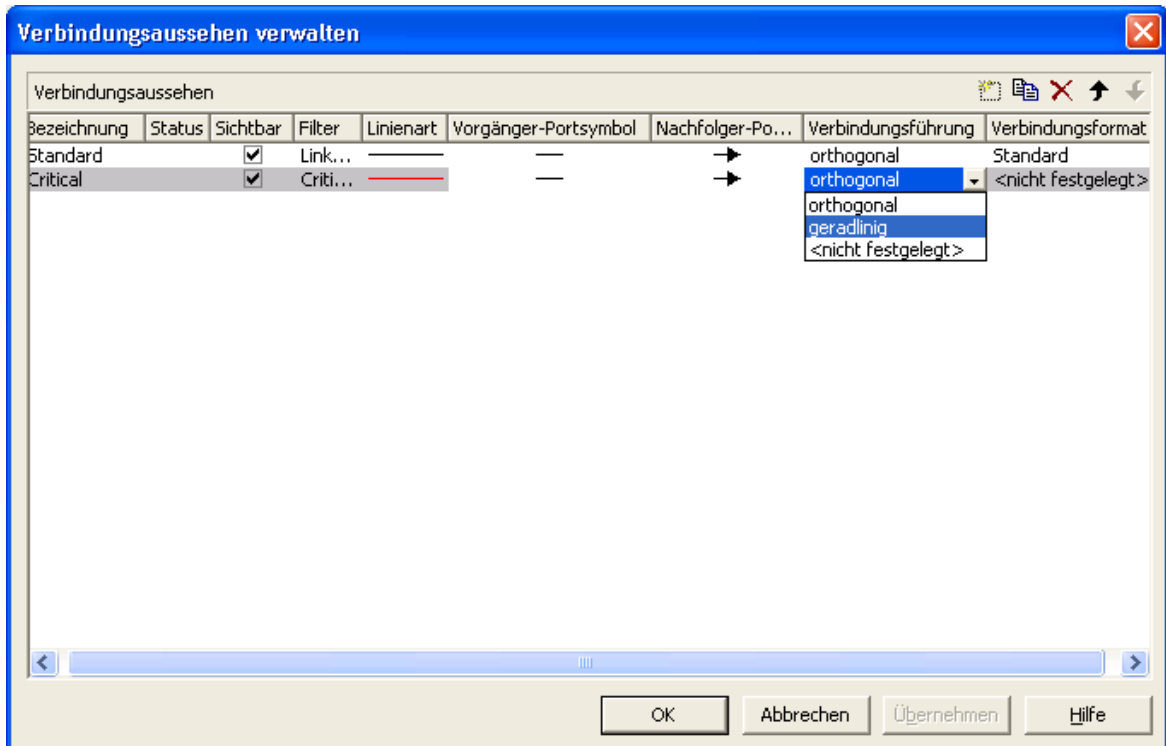 Verbindungsaussehen verwalten
Verbindungsaussehen
Bezeichnung Status Sichtbar Filter Linienart Vorgänger-Portsymbol Nachfolger-Po... Verbindungsführung Verbindungsformat
Standard Link... orthogonal Standard
Critical Criti... orthogonal <nicht festgelegt>
orthogonal
geradlinig
<nicht festgelegt>
OK Abbrechen Übernehmen Hilfe